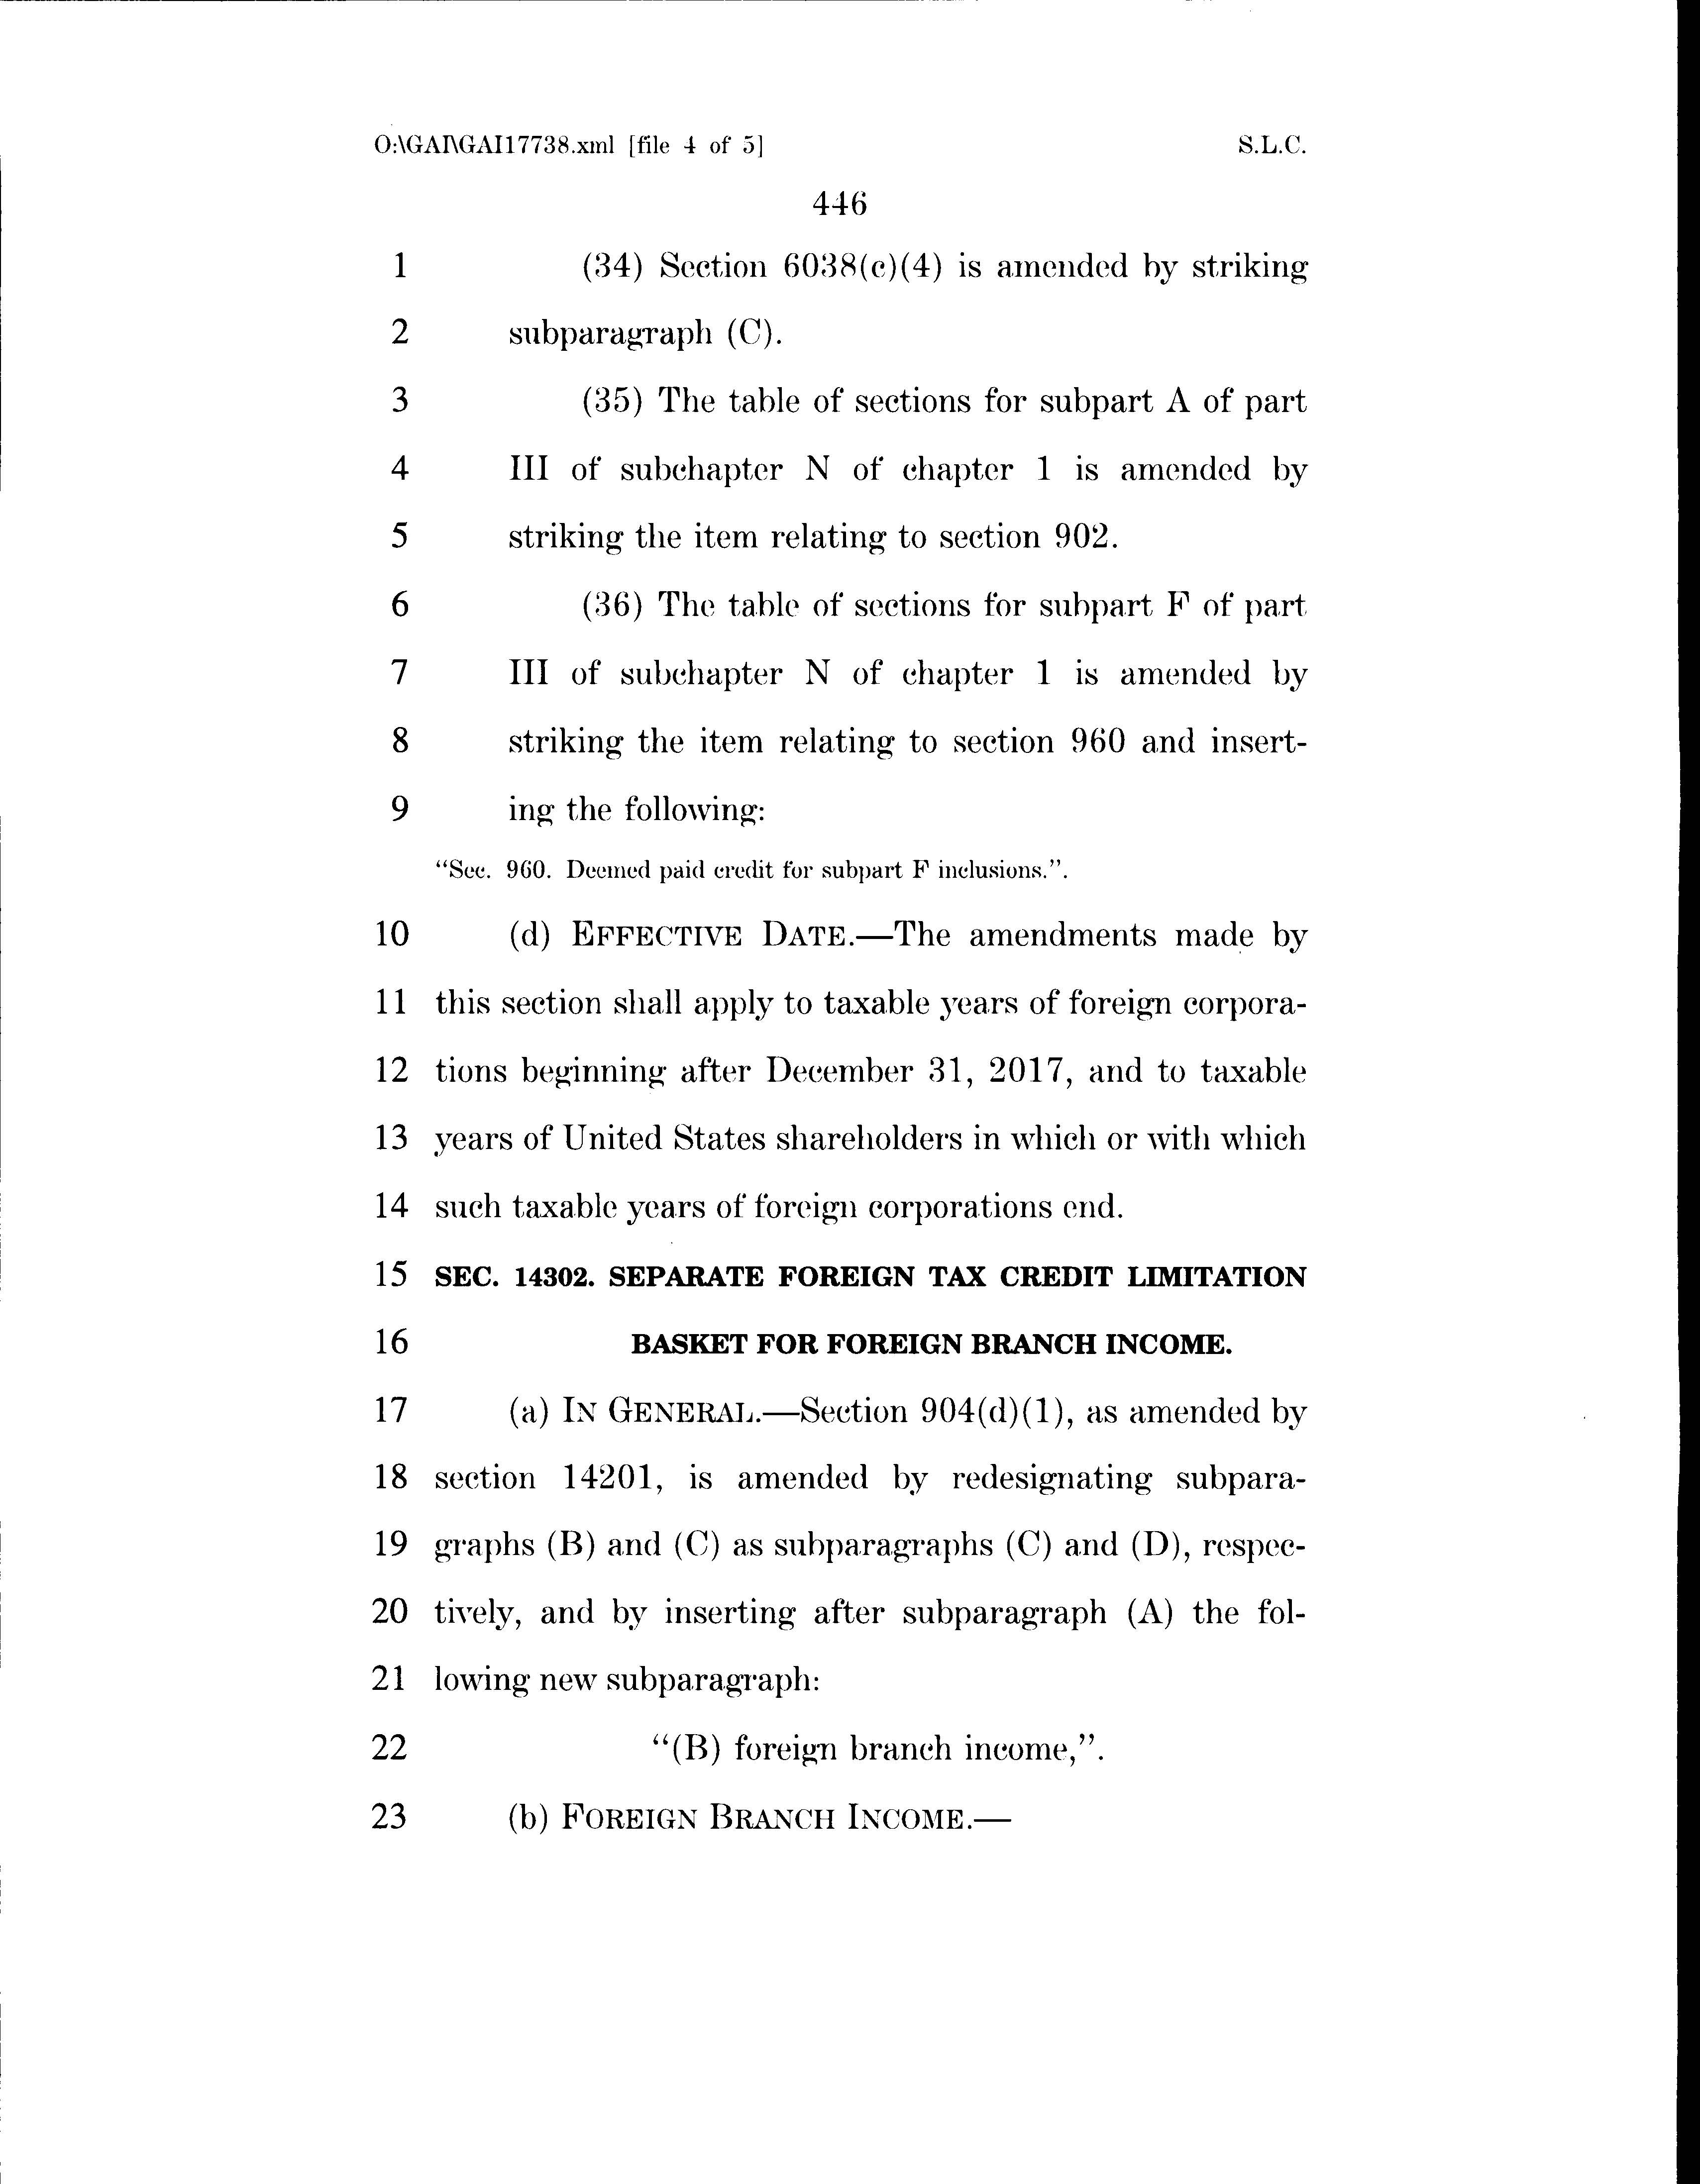 O:\GAI\GAI17738.xml [file 4 of 5] S.L.C.
446
1 (34) Section 6038(c)(4) is amended by striking
2 subparagraph (C).
3 (35) The table of sections for subpart A of part
4 III of subchapter N of chapter 1 is amended by
5 striking the item relating to section 902.
6 (36) The table of sections for subpart F of part
7 III of subchapter N of chapter 1 is amended by
8 striking the item relating to section 960 and insert-
9 ing the following:
“Sec. 960. Deemed paid credit for subpart F inclusions.”.
10 (d) EFFECTIVE DATE.—The amendments made by
11 this section shall apply to taxable years of foreign corpora-
12 tions beginning after December 31, 2017, and to taxable
13 years of United States shareholders in which or with which
14 such taxable years of foreign corporations end.
15 SEC. 14302. SEPARATE FOREIGN TAX CREDIT LIMITATION
16 BASKET FOR FOREIGN BRANCH INCOME.
17 (a) IN GENERAL.—Section 904(d)(1), as amended by
18 section 14201, is amended by redesignating subpara-
19 graphs (B) and (C) as subparagraphs (C) and (D), respec-
20 tively, and by inserting after subparagraph (A) the fol-
21 lowing new subparagraph:
22 “(B) foreign branch income,”.
23 (b) FOREIGN BRANCH INCOME.—